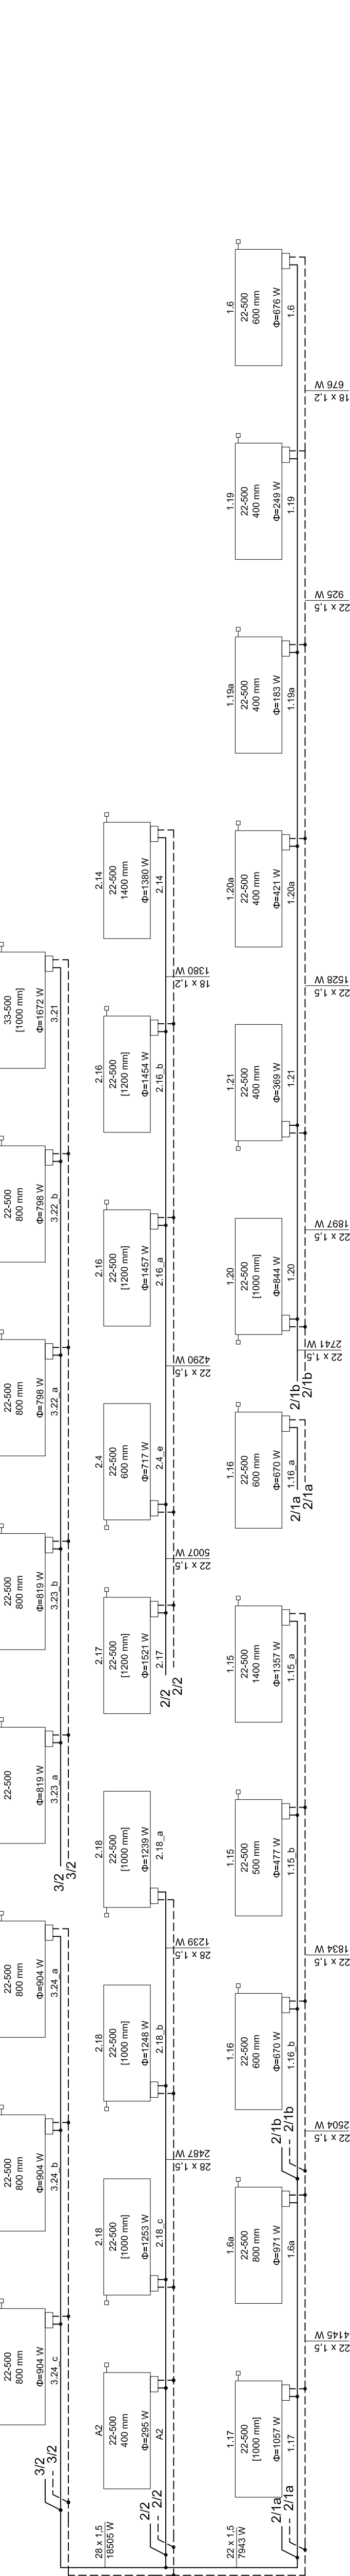 33-500
[1000 mm]
Φ=1672 W
3.21
22-500
800 mm
Φ=798 W
3.22_b
22-500
800 mm
Φ=798 W
3.22_a
22-500
800 mm
Φ=819 W
3.23_b
22-500
Φ=819 W
3.23_a
3/2
3/2
22-500
800 mm
Φ=904 W
3.24_a
22-500
800 mm
Φ=904 W
3.24_b
22-500
800 mm
Φ=904 W
3.24_c
3/2
3/2
2.14
22-500
1400 mm
Φ=1380 W
2.14
18 x 1,2
1380 W
2.16
22-500
[1200 mm]
Φ=1454 W
2.16_b
2.16
22-500
[1200 mm]
Φ=1457 W
2.16_a
22 x 1,5
4290 W
2.4
22-500
600 mm
Φ=717 W
2.4_e
22 x 1,5
5007 W
2.17
22-500
[1200 mm]
Φ=1521 W
2.17
2/2
2/2
2.18
22-500
[1000 mm]
Φ=1239 W
2.18_a
28 x 1,5
1239 W
2.18
22-500
[1000 mm]
Φ=1248 W
2.18_b
28 x 1,5
2487 W
2.18
22-500
[1000 mm]
Φ=1253 W
2.18_c
A2
22-500
400 mm
Φ=295 W
A2
28 x 1,5
18505 W
2/2
2/2
1.6
22-500
600 mm
Φ=676 W
1.6
18 x 1,2
676 W
1.19
22-500
400 mm
Φ=249 W
1.19
22 x 1,5
925 W
1.19a
22-500
400 mm
Φ=183 W
1.19a
1.20a
22-500
400 mm
Φ=421 W
1.20a
22 x 1,5
1528 W
1.21
22-500
400 mm
Φ=369 W
1.21
22 x 1,5
1897 W
1.20
22-500
[1000 mm]
Φ=844 W
1.20
22 x 1,5
2741 W
2/1b
2/1b
1.16
22-500
600 mm
Φ=670 W
1.16_a
2/1a
2/1a
1.15
22-500
1400 mm
Φ=1357 W
1.15_a
1.15
22-500
500 mm
Φ=477 W
1.15_b
22 x 1,5
1834 W
1.16
22-500
600 mm
Φ=670 W
1.16_b
22 x 1,5
2504 W
2/1b
2/1b
1.6a
22-500
800 mm
Φ=971 W
1.6a
22 x 1,5
4145 W
1.17
22-500
[1000 mm]
Φ=1057 W
1.17
22 x 1,5
7943 W
2/1a
2/1a